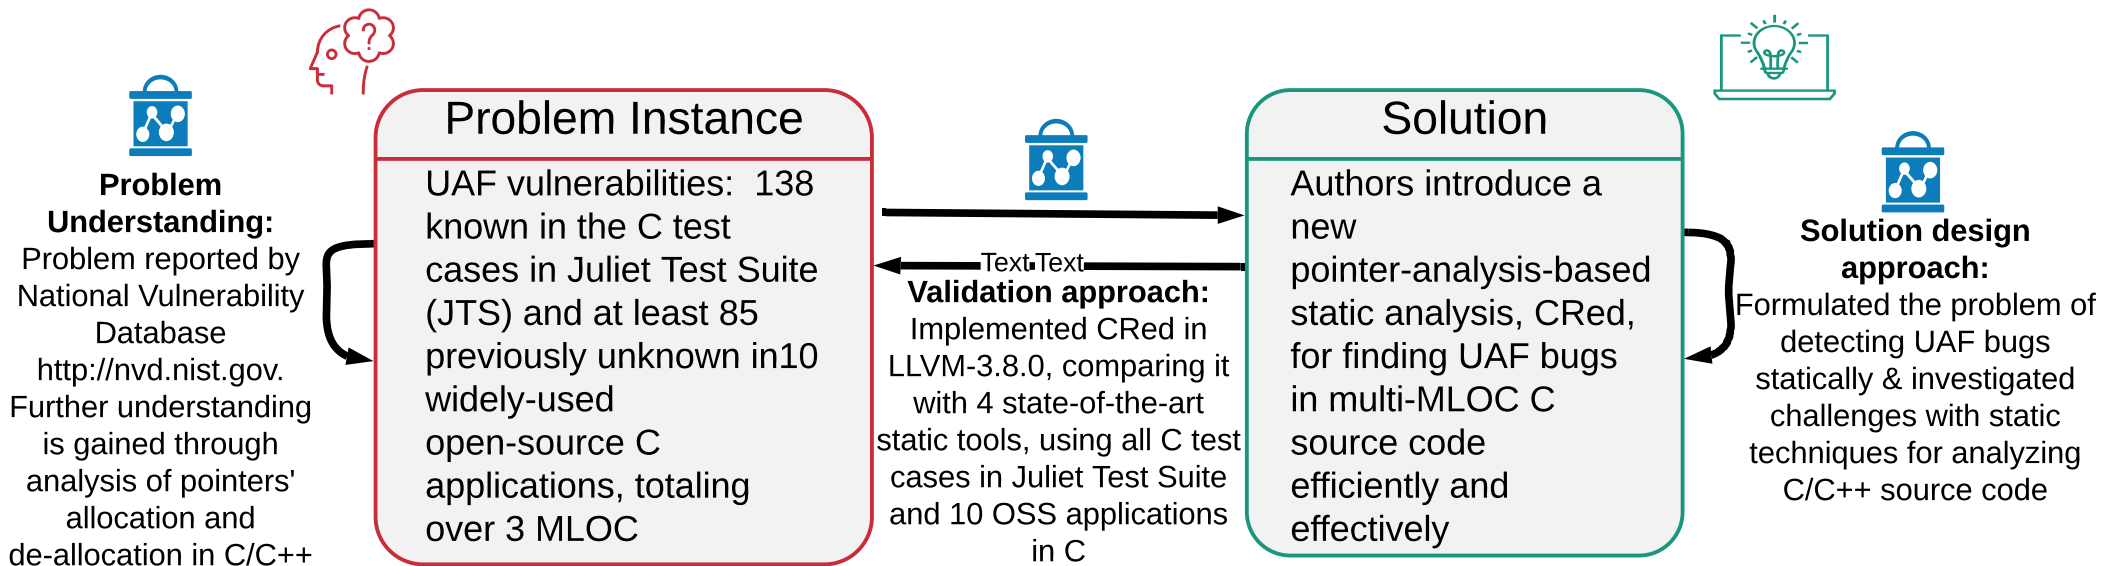 Problem
Understanding:
Problem reported by
National Vulnerability
Database
http://nvd.nist.gov.
Further understanding
is gained through
analysis of pointers'
allocation and
de-allocation in C/C++
?
Problem Instance
UAF vulnerabilities:  138
known in the C test
cases in Juliet Test Suite
(JTS) and at least 85
previously unknown in10
widely-used
open-source C
applications, totaling
over 3 MLOC
Text Text
Validation approach:
Implemented CRed in
LLVM-3.8.0, comparing it
with 4 state-of-the-art
static tools, using all C test
cases in Juliet Test Suite
and 10 OSS applications
in C
Solution
Authors introduce a
new
pointer-analysis-based
static analysis, CRed,
for finding UAF bugs
in multi-MLOC C
source code
efficiently and
effectively
Solution design
approach:
Formulated the problem of
detecting UAF bugs
statically & investigated
challenges with static
techniques for analyzing
C/C++ source code